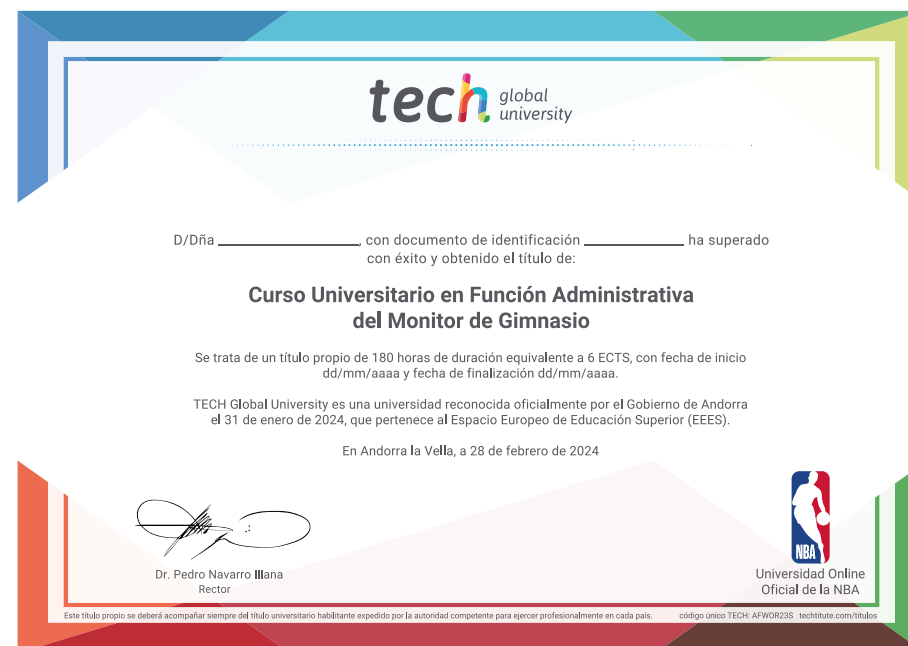 tech global university
D/Dña ____________________, con documento de identificación ______________ ha superado
con éxito y obtenido el título de:
Curso Universitario en Función Administrativa
del Monitor de Gimnasio
Se trata de un título propio de 180 horas de duración equivalente a 6 ECTS, con fecha de inicio
dd/mm/aaaa y fecha de finalización dd/mm/aaaa.
TECH Global University es una universidad reconocida oficialmente por el Gobierno de Andorra
el 31 de enero de 2024, que pertenece al Espacio Europeo de Educación Superior (EEES).
En Andorra la Vella, a 28 de febrero de 2024
Dr. Pedro Navarro Illana
Rector
NBA
Universidad Online
Oficial de la NBA
Este título propio se deberá acompañar siempre del título universitario habilitante expedido por la autoridad competente para ejercer profesionalmente en cada país. código único TECH: AFWOR23S techtitute.com/titulos